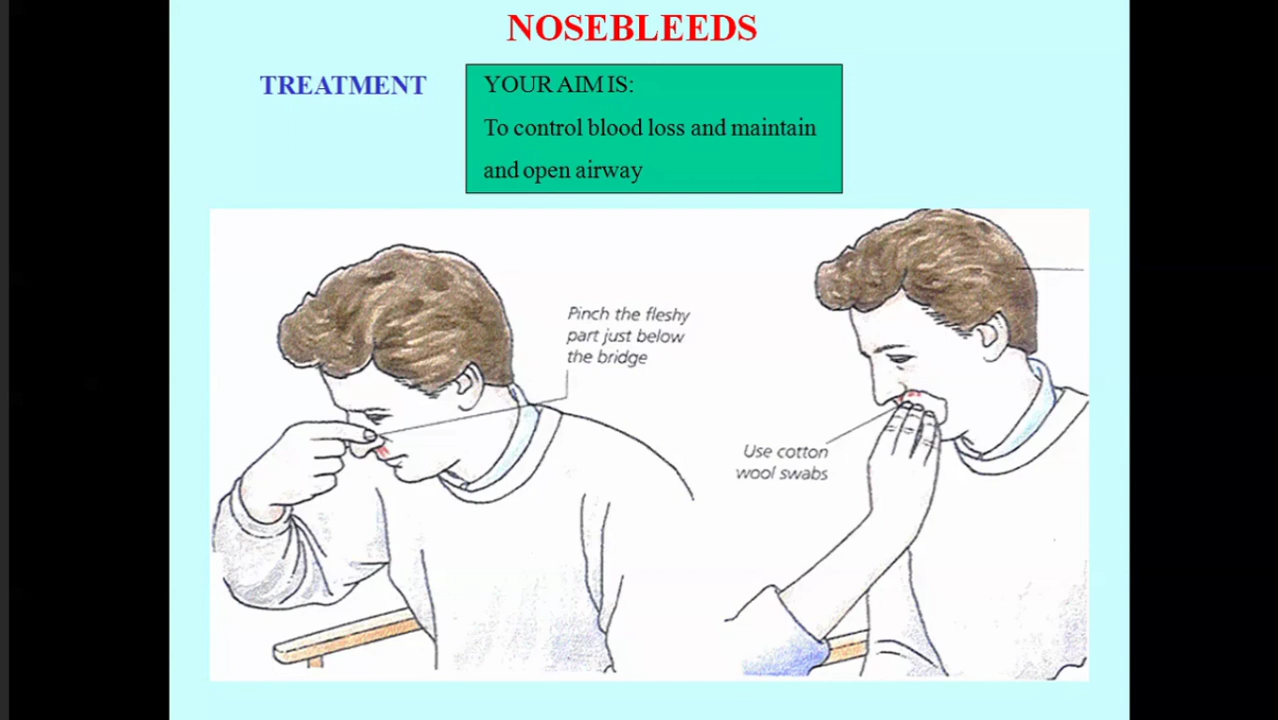 NOSEBLEEDS
TREATMENT
YOUR AIM IS:
To control blood loss and maintain
and open airway
Pinch the fleshy
part just below
the bridge
Use cotton
wool swabs